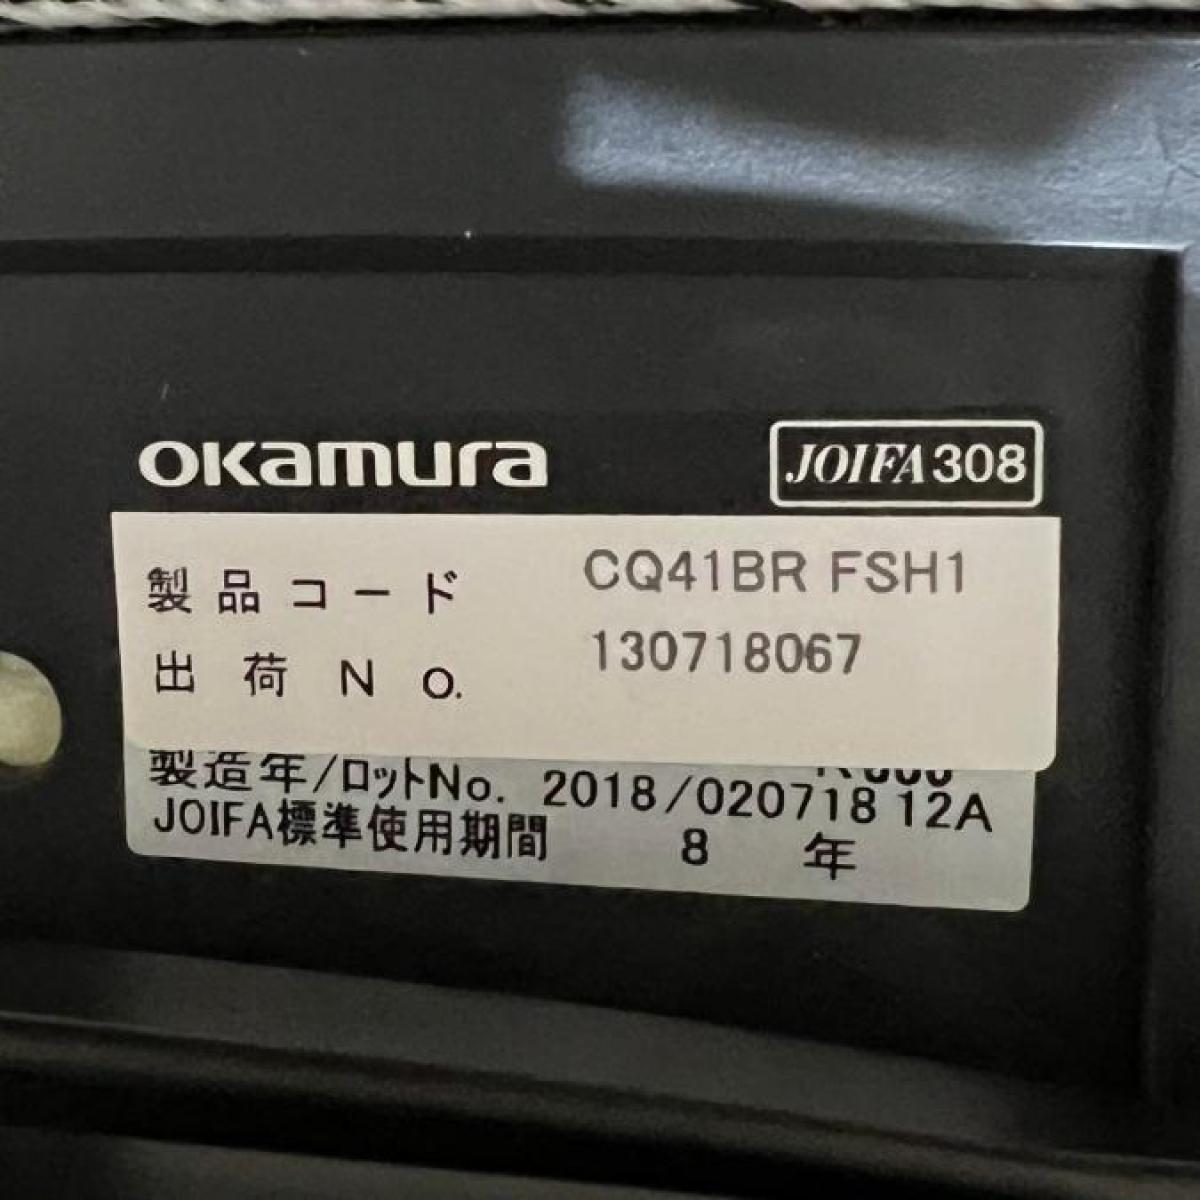 okamura
JOIFA308
製品コード CQ41BR FSH1
出荷No. 130718067
製造年/ロットNo. 2018/020718 12A
JOIFA標準使用期間 8 年